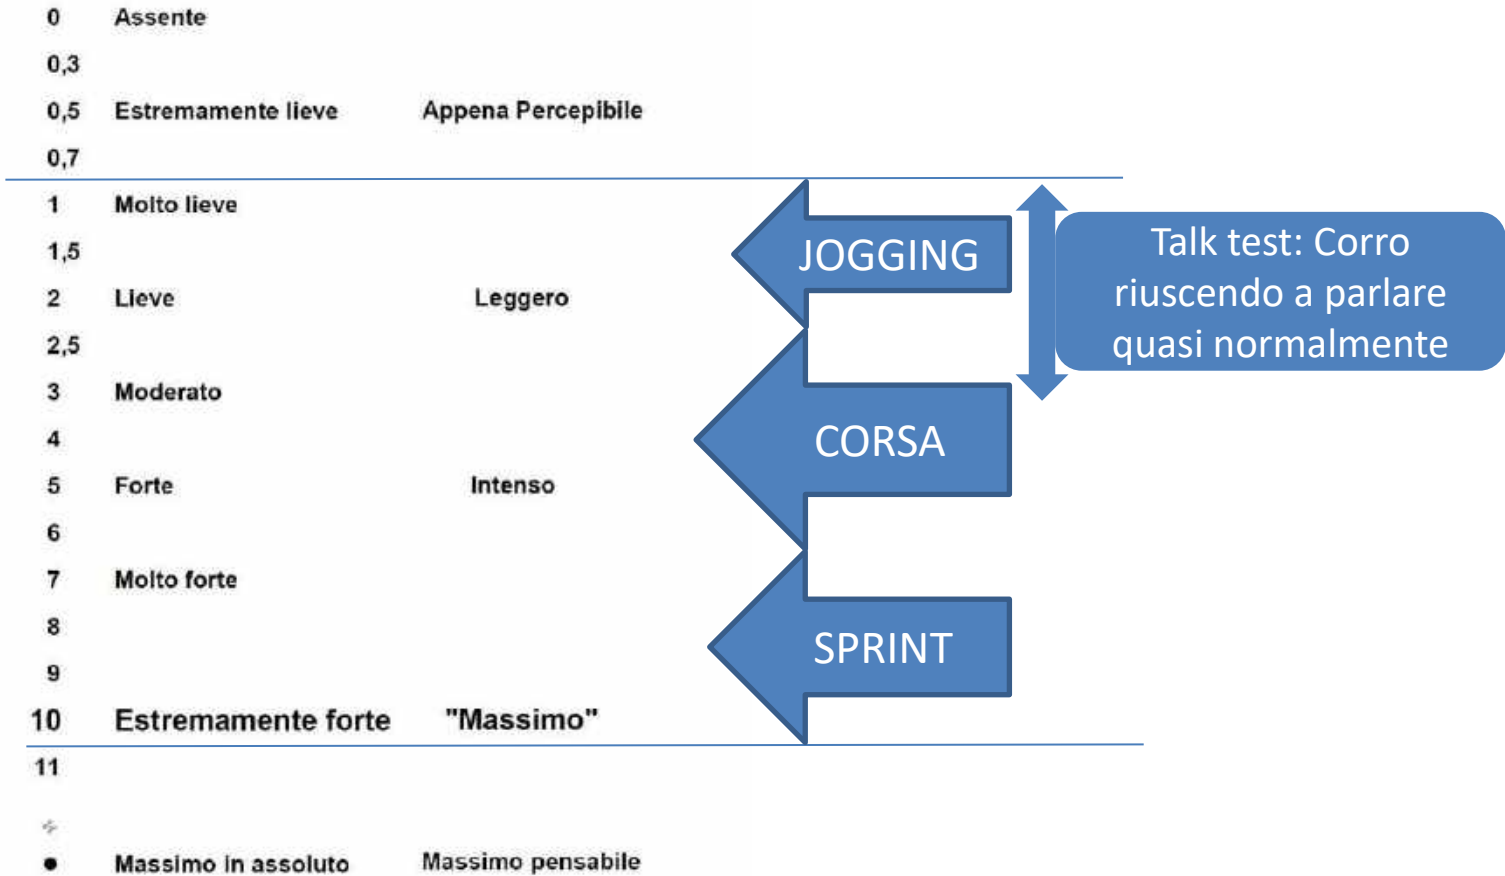 0 Assente
0,3
0,5 Estremamente lieve Appena Percepibile
0,7
1 Molto lieve
1,5
2 Lieve Leggero
2,5
3 Moderato
4
5 Forte Intenso
6
7 Molto forte
8
9
10 Estremamente forte "Massimo"
11
• Massimo in assoluto Massimo pensabile
JOGGING
CORSA
SPRINT
Talk test: Corro
riuscendo a parlare
quasi normalmente